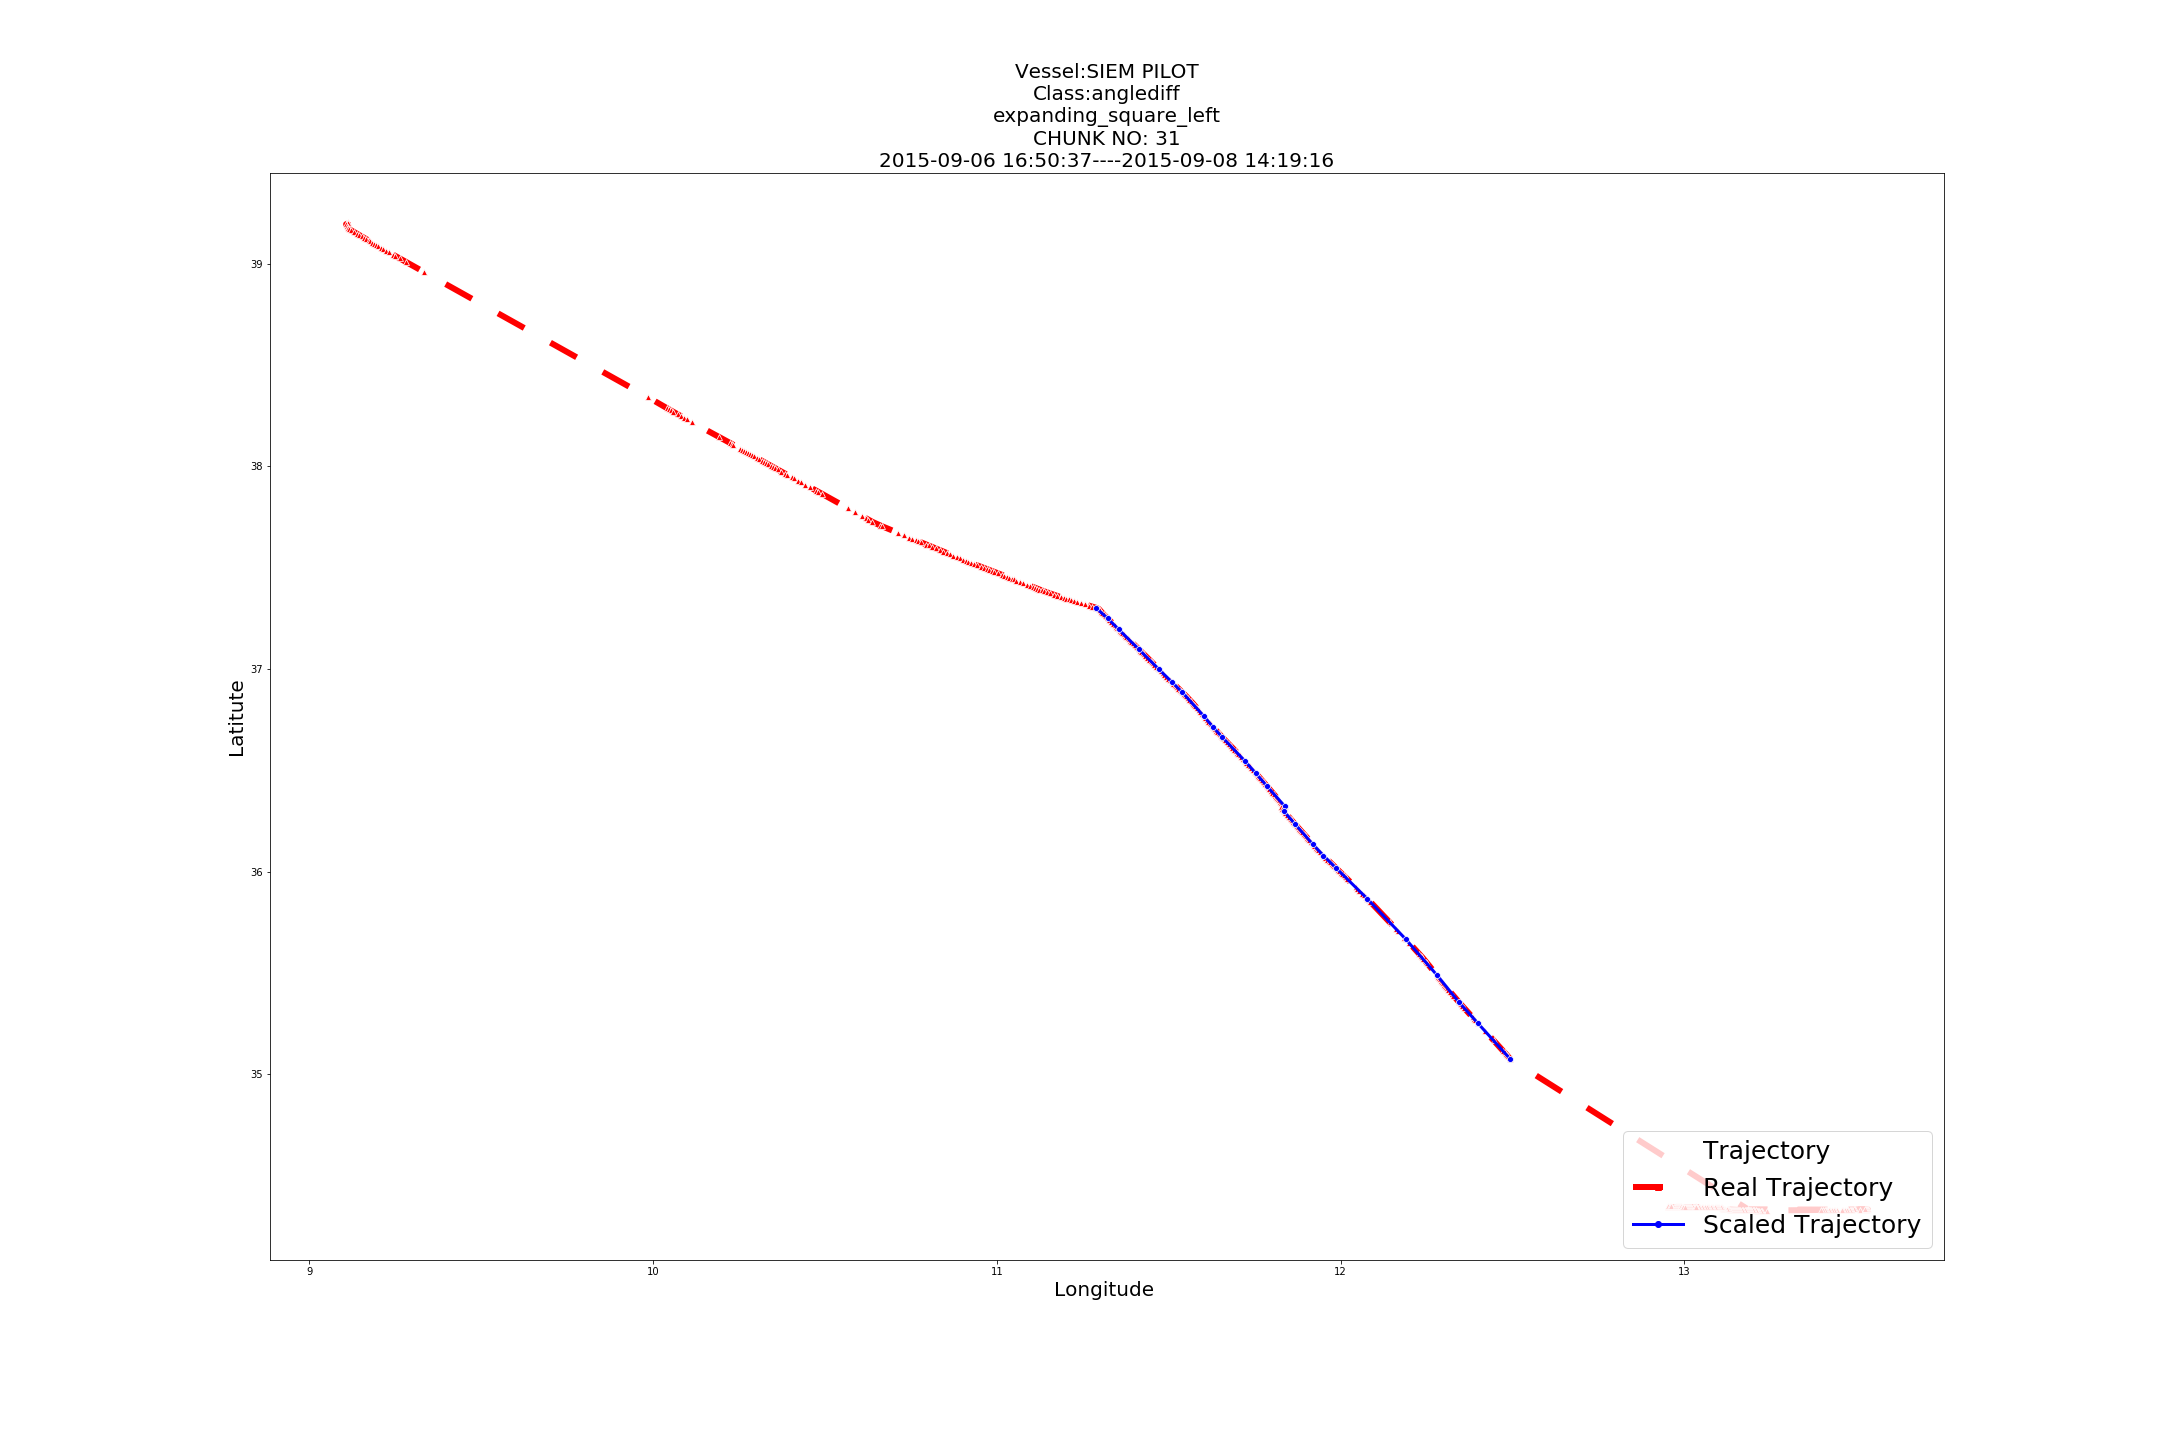 Vessel:SIEM PILOT
Class:anglediff
expanding_square_left
CHUNK NO: 31
2015-09-06 16:50:37----2015-09-08 14:19:16
39
38
37
36
35
Latitute
9
10
11
12
13
Longitude
Trajectory
Real Trajectory
Scaled Trajectory